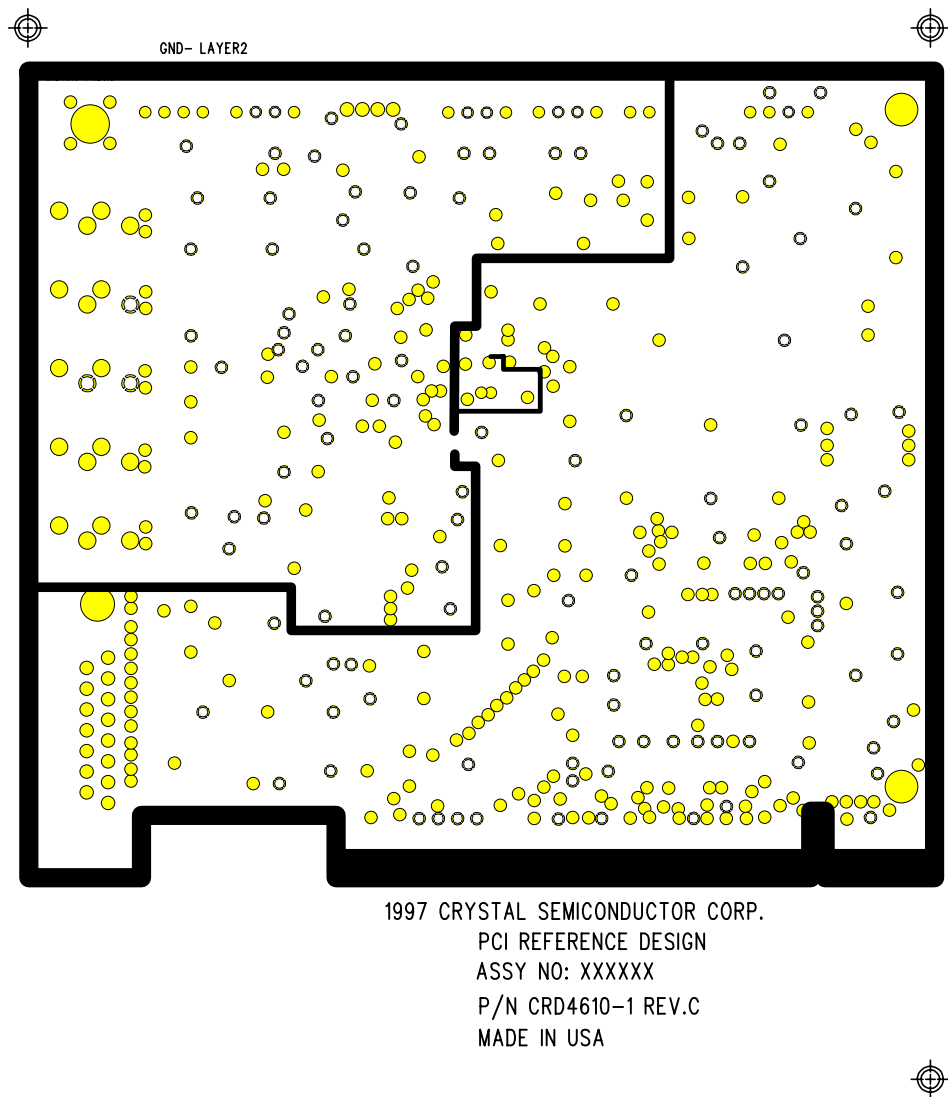 GND- LAYER2
1997 CRYSTAL SEMICONDUCTOR CORP.
PCI REFERENCE DESIGN
ASSY NO: XXXXXX
P/N CRD4610-1 REV.C
MADE IN USA